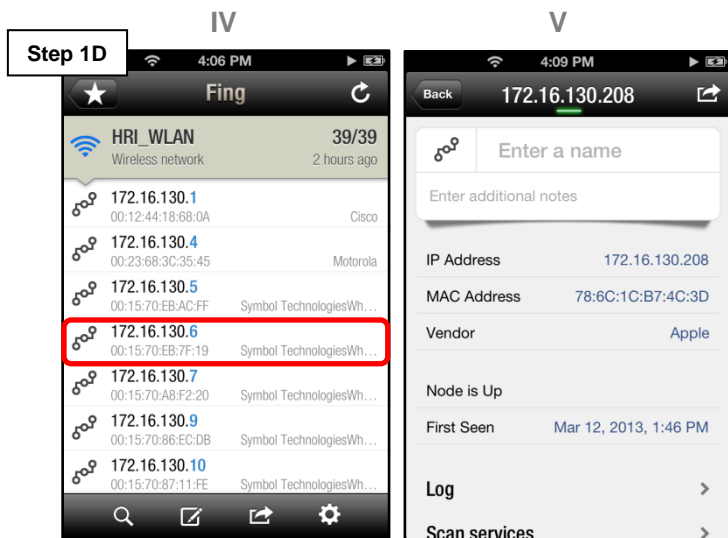 IV
V
Step 1D
4:06 PM
Fing
HRI_WLAN
39/39
Wireless network
2 hours ago
172.16.130.1
00:12:44:18:68:0A
Cisco
172.16.130.4
00:23:68:3C:35:45
Motorola
172.16.130.5
00:15:70:EB:AC:FF
Symbol TechnologiesWh...
172.16.130.6
00:15:70:EB:7F:19
Symbol TechnologiesWh...
172.16.130.7
00:15:70:A8:F2:20
Symbol TechnologiesWh...
172.16.130.9
00:15:70:86:EC:DB
Symbol TechnologiesWh...
172.16.130.10
00:15:70:87:11:FE
Symbol TechnologiesWh...
4:09 PM
Back
172.16.130.208
Enter a name
Enter additional notes
IP Address
172.16.130.208
MAC Address
78:6C:1C:B7:4C:3D
Vendor
Apple
Node is Up
First Seen
Mar 12, 2013, 1:46 PM
Log
Scan services